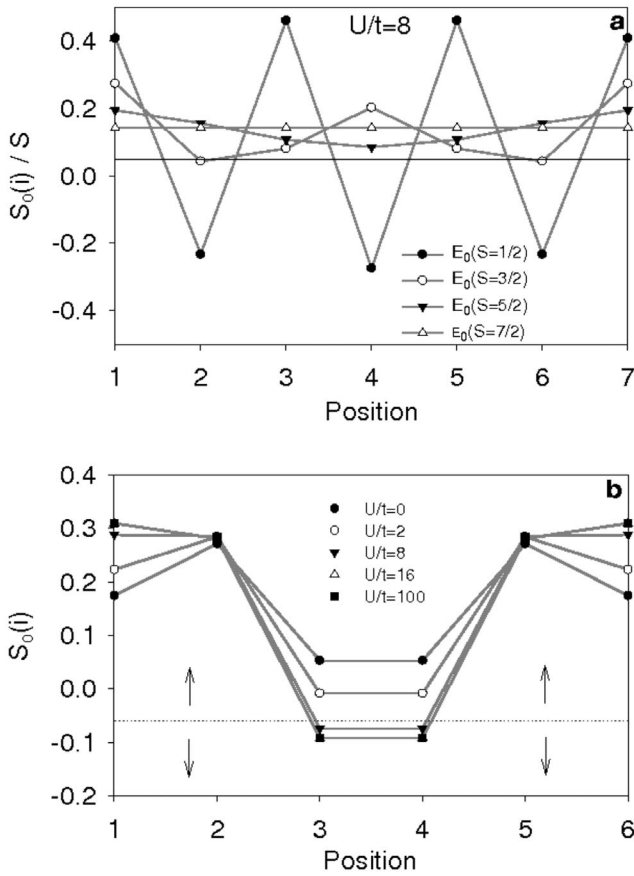 U/t=8
a
0.4
0.2
0.0
-0.2
-0.4
S₀(i) / S
E₀(S=1/2)
E₀(S=3/2)
E₀(S=5/2)
E₀(S=7/2)
1 2 3 4 5 6 7
Position
b
0.4
0.3
0.2
0.1
0.0
-0.1
-0.2
S₀(i)
U/t=0
U/t=2
U/t=8
U/t=16
U/t=100
1 2 3 4 5 6
Position